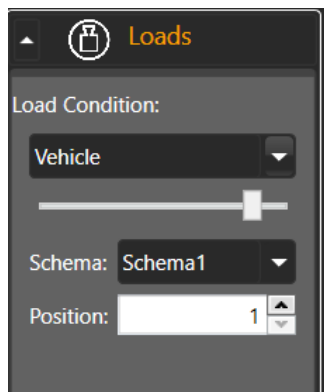 Loads
Load Condition:
Vehicle
Schema: Schema1
Position: 1